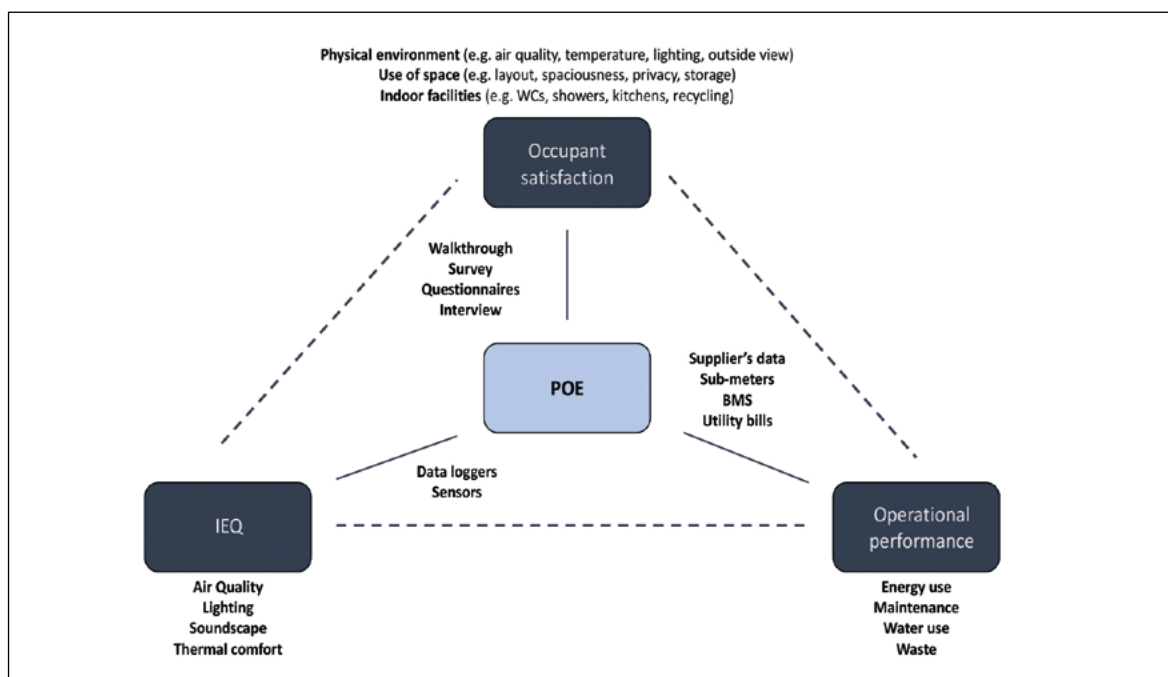 Physical environment (e.g. air quality, temperature, lighting, outside view)
Use of space (e.g. layout, spaciousness, privacy, storage)
Indoor facilities (e.g. WCs, showers, kitchens, recycling)
Occupant
satisfaction
Walkthrough
Survey
Questionnaires
Interview
POE
Supplier's data
Sub-meters
BMS
Utility bills
Data loggers
Sensors
IEQ
Air Quality
Lighting
Soundscape
Thermal comfort
Operational
performance
Energy use
Maintenance
Water use
Waste